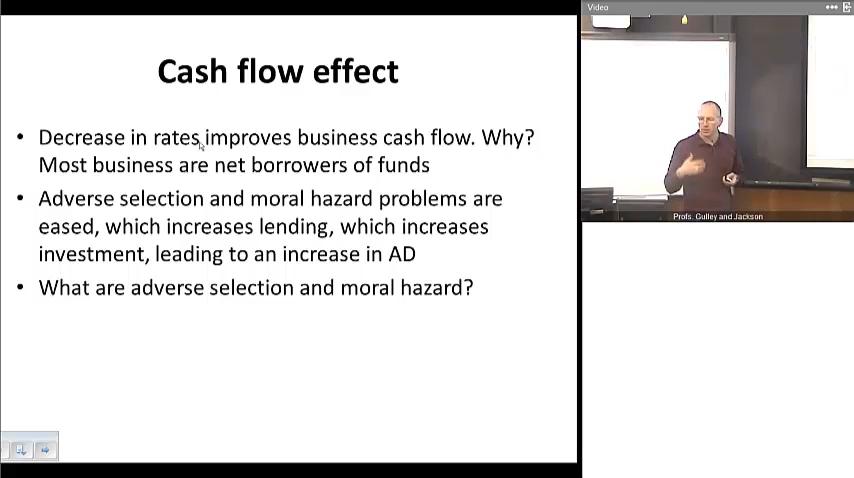 Video
Cash flow effect
• Decrease in rates improves business cash flow. Why?
Most business are net borrowers of funds
• Adverse selection and moral hazard problems are
eased, which increases lending, which increases
investment, leading to an increase in AD
• What are adverse selection and moral hazard?
Profs. Gulley and Jackson